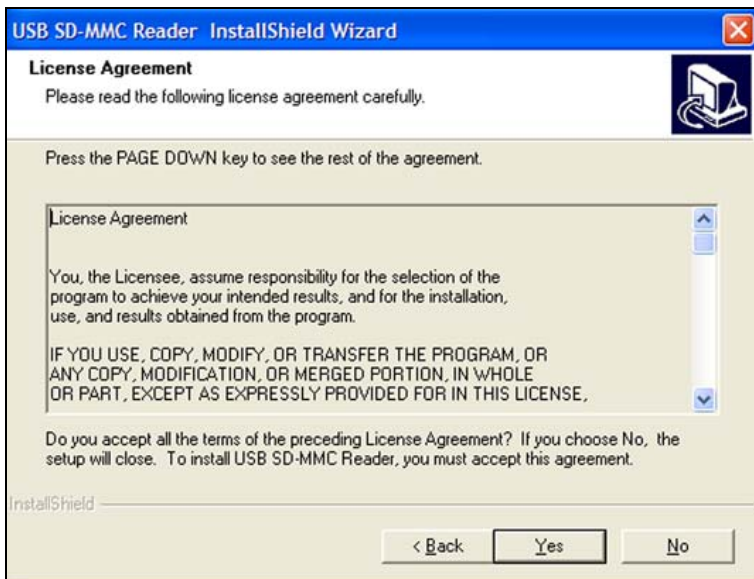 USB SD-MMC Reader  InstallShield Wizard
License Agreement
Please read the following license agreement carefully.
Press the PAGE DOWN key to see the rest of the agreement.
License Agreement
You, the Licensee, assume responsibility for the selection of the
program to achieve your intended results, and for the installation,
use, and results obtained from the program.
IF YOU USE, COPY, MODIFY, OR TRANSFER THE PROGRAM, OR
ANY COPY, MODIFICATION, OR MERGED PORTION, IN WHOLE
OR PART, EXCEPT AS EXPRESSLY PROVIDED FOR IN THIS LICENSE,
Do you accept all the terms of the preceding License Agreement?  If you choose No,  the
setup will close.  To install USB SD-MMC Reader, you must accept this agreement.
InstallShield
< Back  Yes  No